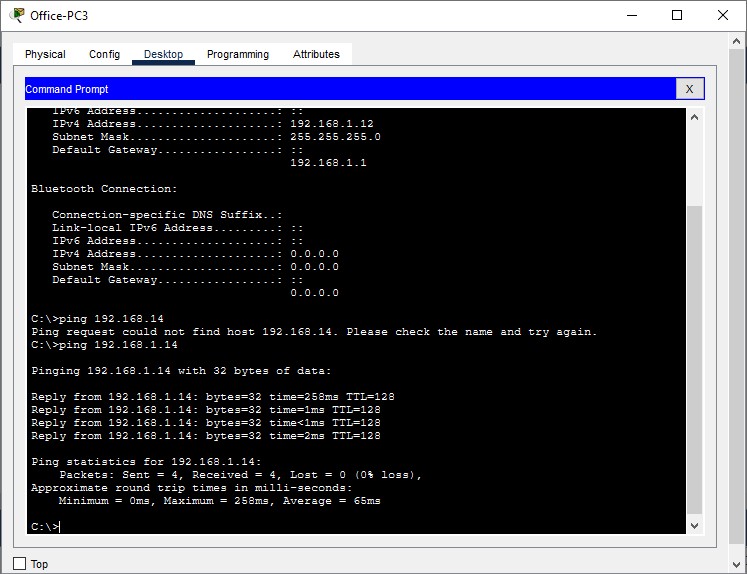 Office-PC3
Physical Config Desktop Programming Attributes
Command Prompt X
IPv6 Address....................: ::
IPv4 Address....................: 192.168.1.12
Subnet Mask.....................: 255.255.255.0
Default Gateway.................: ::
192.168.1.1
Bluetooth Connection:
Connection-specific DNS Suffix..:
Link-local IPv6 Address.........: ::
IPv6 Address....................: ::
IPv4 Address....................: 0.0.0.0
Subnet Mask.....................: 0.0.0.0
Default Gateway.................: ::
0.0.0.0
C:\>ping 192.168.14
Ping request could not find host 192.168.14. Please check the name and try again.
C:\>ping 192.168.1.14
Pinging 192.168.1.14 with 32 bytes of data:
Reply from 192.168.1.14: bytes=32 time=258ms TTL=128
Reply from 192.168.1.14: bytes=32 time=1ms TTL=128
Reply from 192.168.1.14: bytes=32 time<1ms TTL=128
Reply from 192.168.1.14: bytes=32 time=2ms TTL=128
Ping statistics for 192.168.1.14:
Packets: Sent = 4, Received = 4, Lost = 0 (0% loss),
Approximate round trip times in milli-seconds:
Minimum = 0ms, Maximum = 258ms, Average = 65ms
C:\>
Top